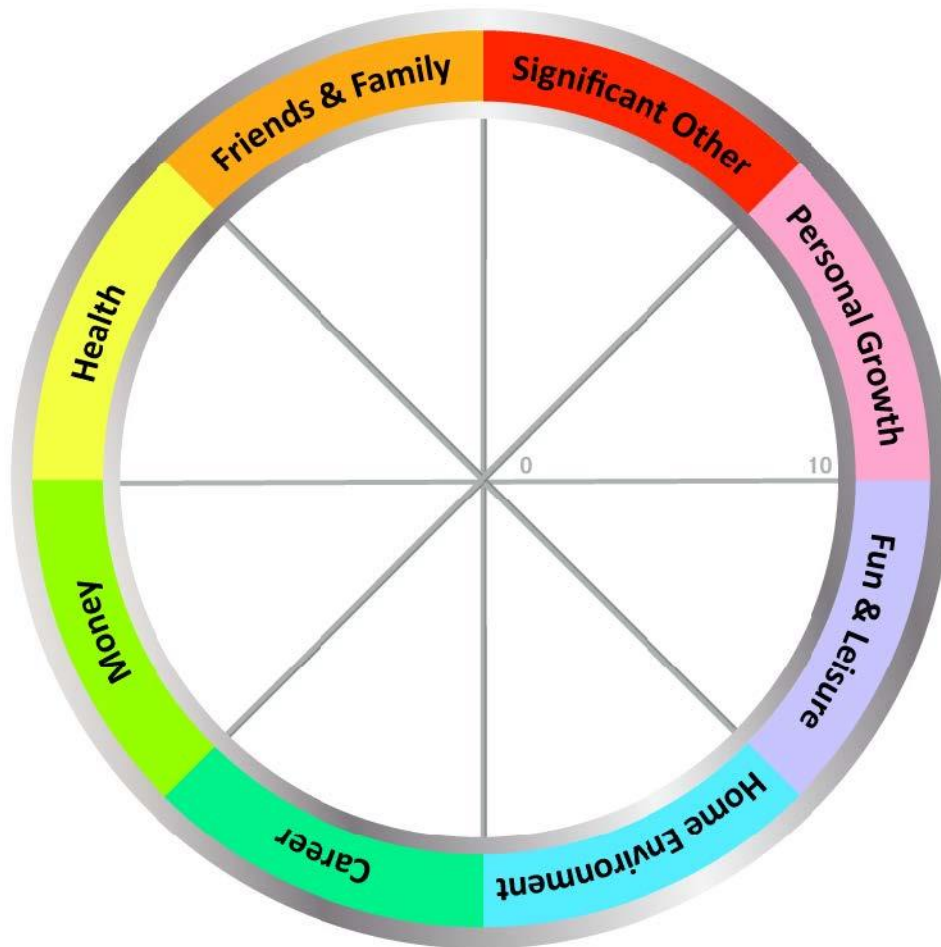 Significant Other
Personal Growth
Fun & Leisure
Home Environment
Career
Money
Health
Friends & Family
0
10